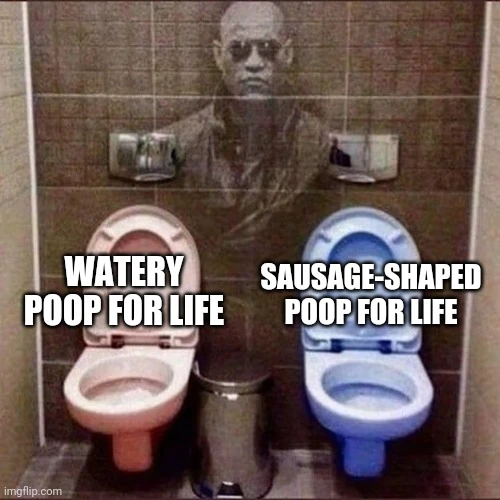 WATERY
POOP FOR LIFE
SAUSAGE-SHAPED
POOP FOR LIFE
imgflip.com